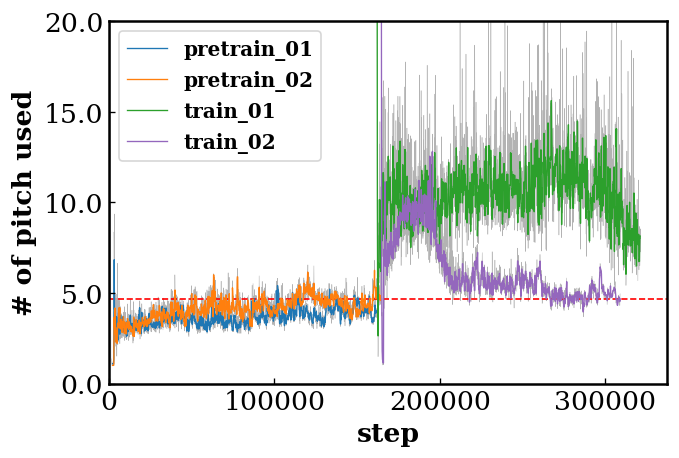 20.0
15.0
10.0
5.0
0.0
# of pitch used
pretrain_01
pretrain_02
train_01
train_02
0
100000
200000
300000
step